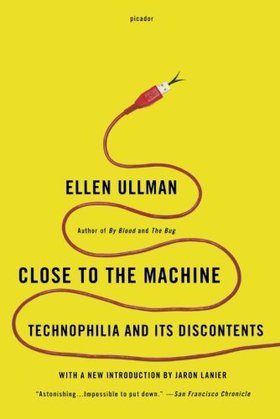 picador
ELLEN ULLMAN
Author of By Blood and The Bug
CLOSE TO THE MACHINE
TECHNOPHILIA AND ITS DISCONTENTS
WITH A NEW INTRODUCTION BY JARON LANIER
"Astonishing...Impossible to put down." —San Francisco Chronicle